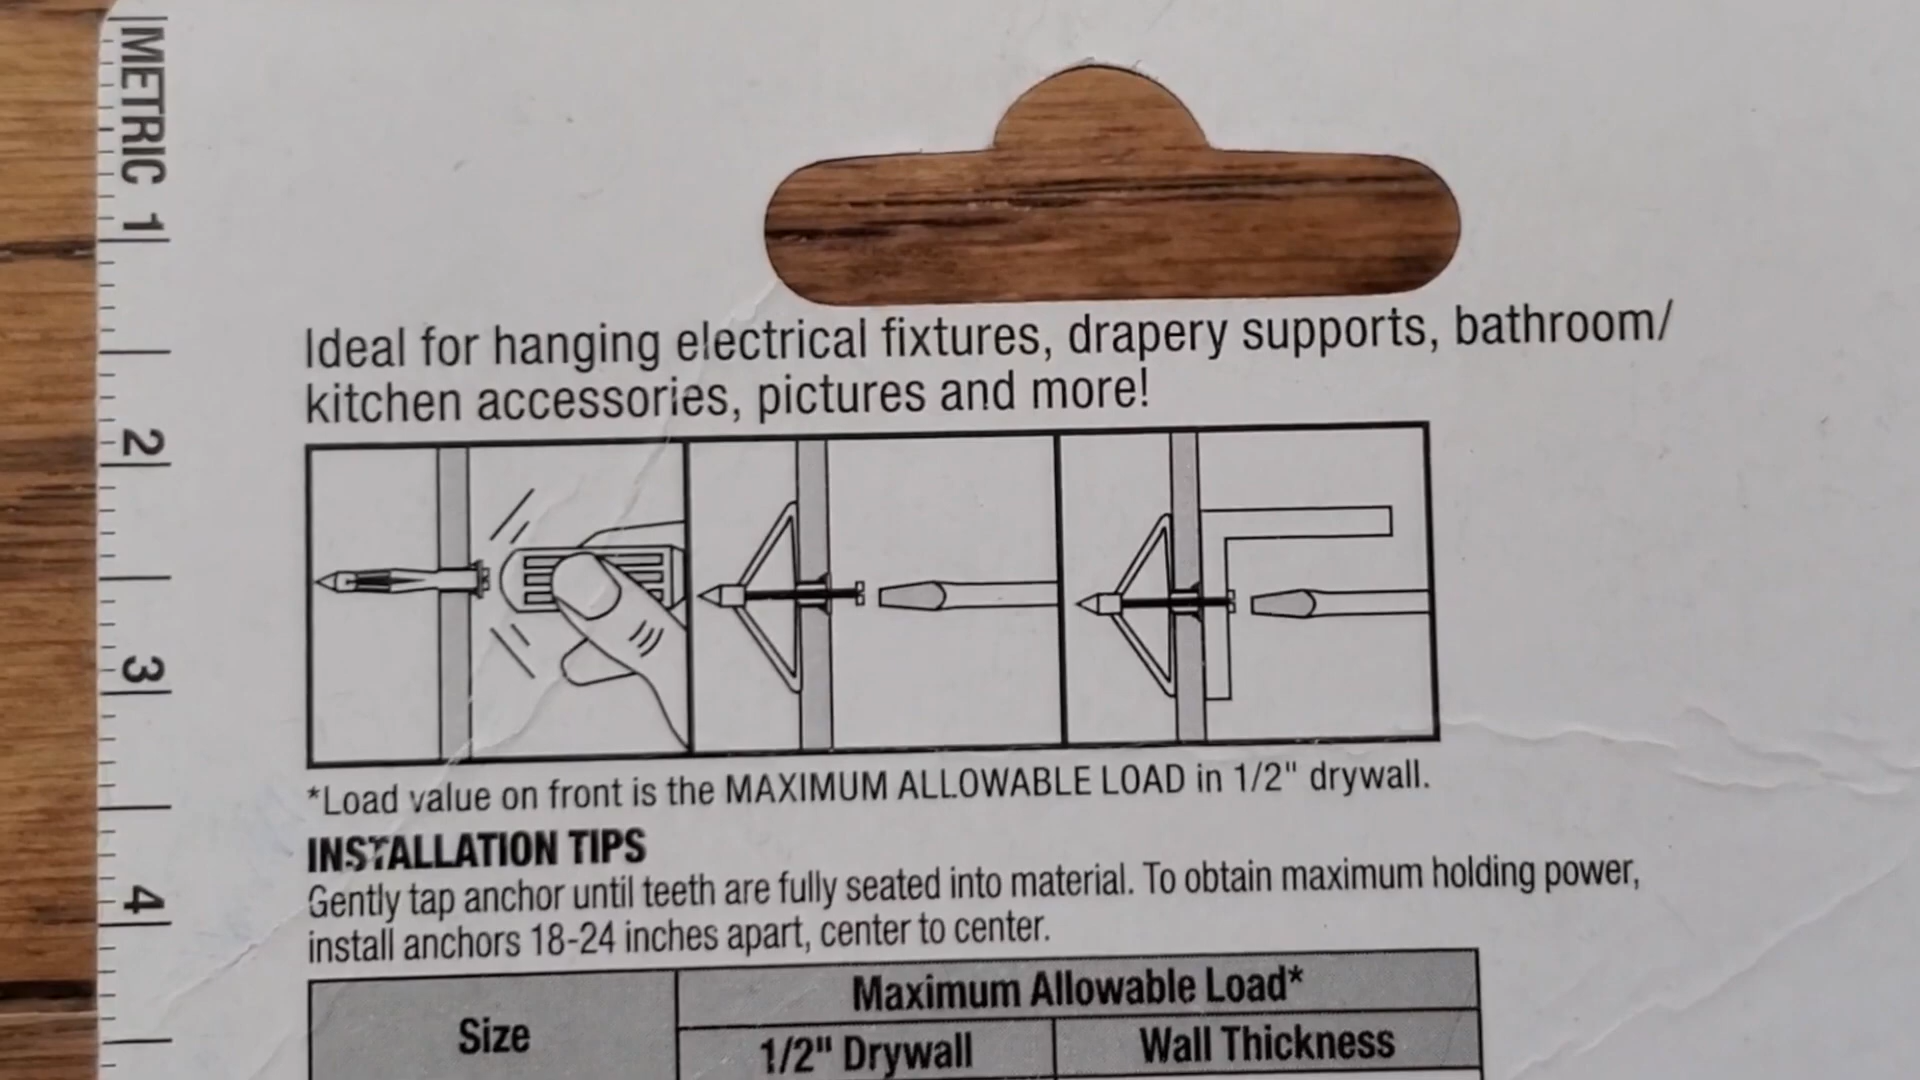 METRIC 1
2
3
4
Ideal for hanging electrical fixtures, drapery supports, bathroom/
kitchen accessories, pictures and more!
*Load value on front is the MAXIMUM ALLOWABLE LOAD in 1/2" drywall.
INSTALLATION TIPS
Gently tap anchor until teeth are fully seated into material. To obtain maximum holding power,
install anchors 18-24 inches apart, center to center.
Maximum Allowable Load*
Size
1/2" Drywall
Wall Thickness